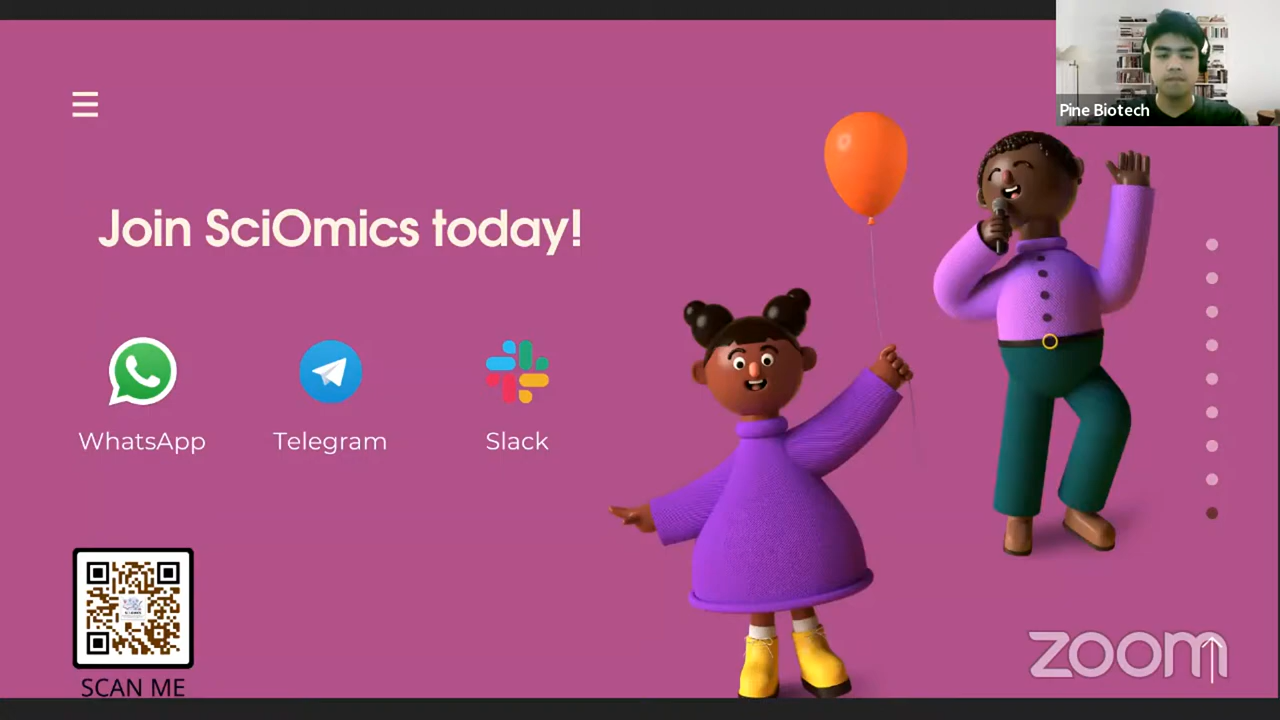 Pine Biotech
Join SciOmics today!
WhatsApp
Telegram
Slack
SCAN ME
zoom